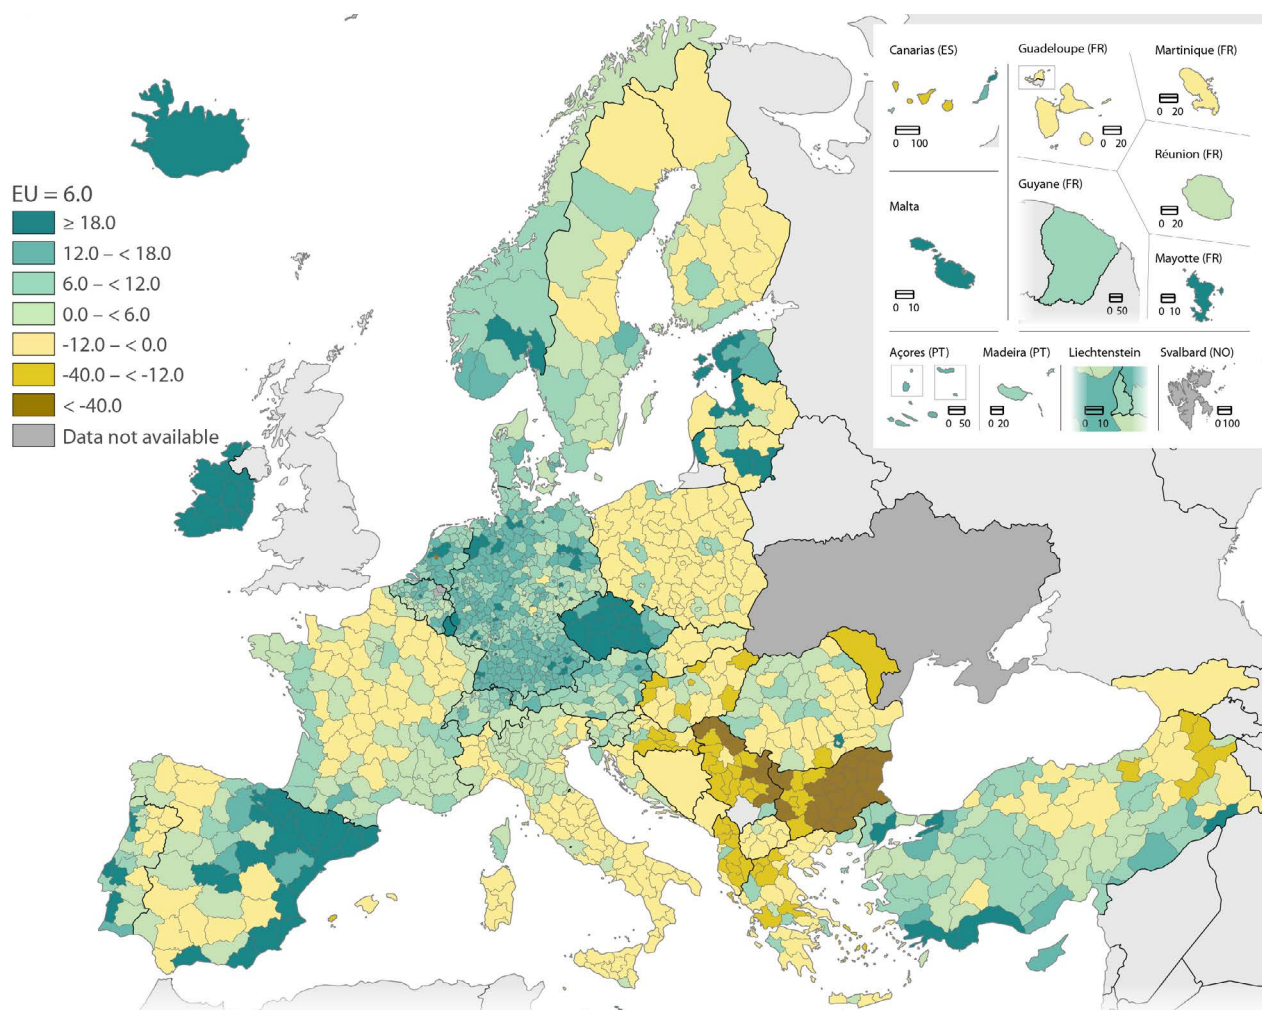 EU = 6.0
≥ 18.0
12.0 – < 18.0
6.0 – < 12.0
0.0 – < 6.0
-12.0 – < 0.0
-40.0 – < -12.0
< -40.0
Data not available
Canarias (ES)
0 100
Guadeloupe (FR)
0 20
Martinique (FR)
0 20
Réunion (FR)
0 20
Guyane (FR)
0 50
Malta
0 10
Mayotte (FR)
0 10
Açores (PT)
0 50
Madeira (PT)
0 20
Liechtenstein
0 10
Svalbard (NO)
0 100